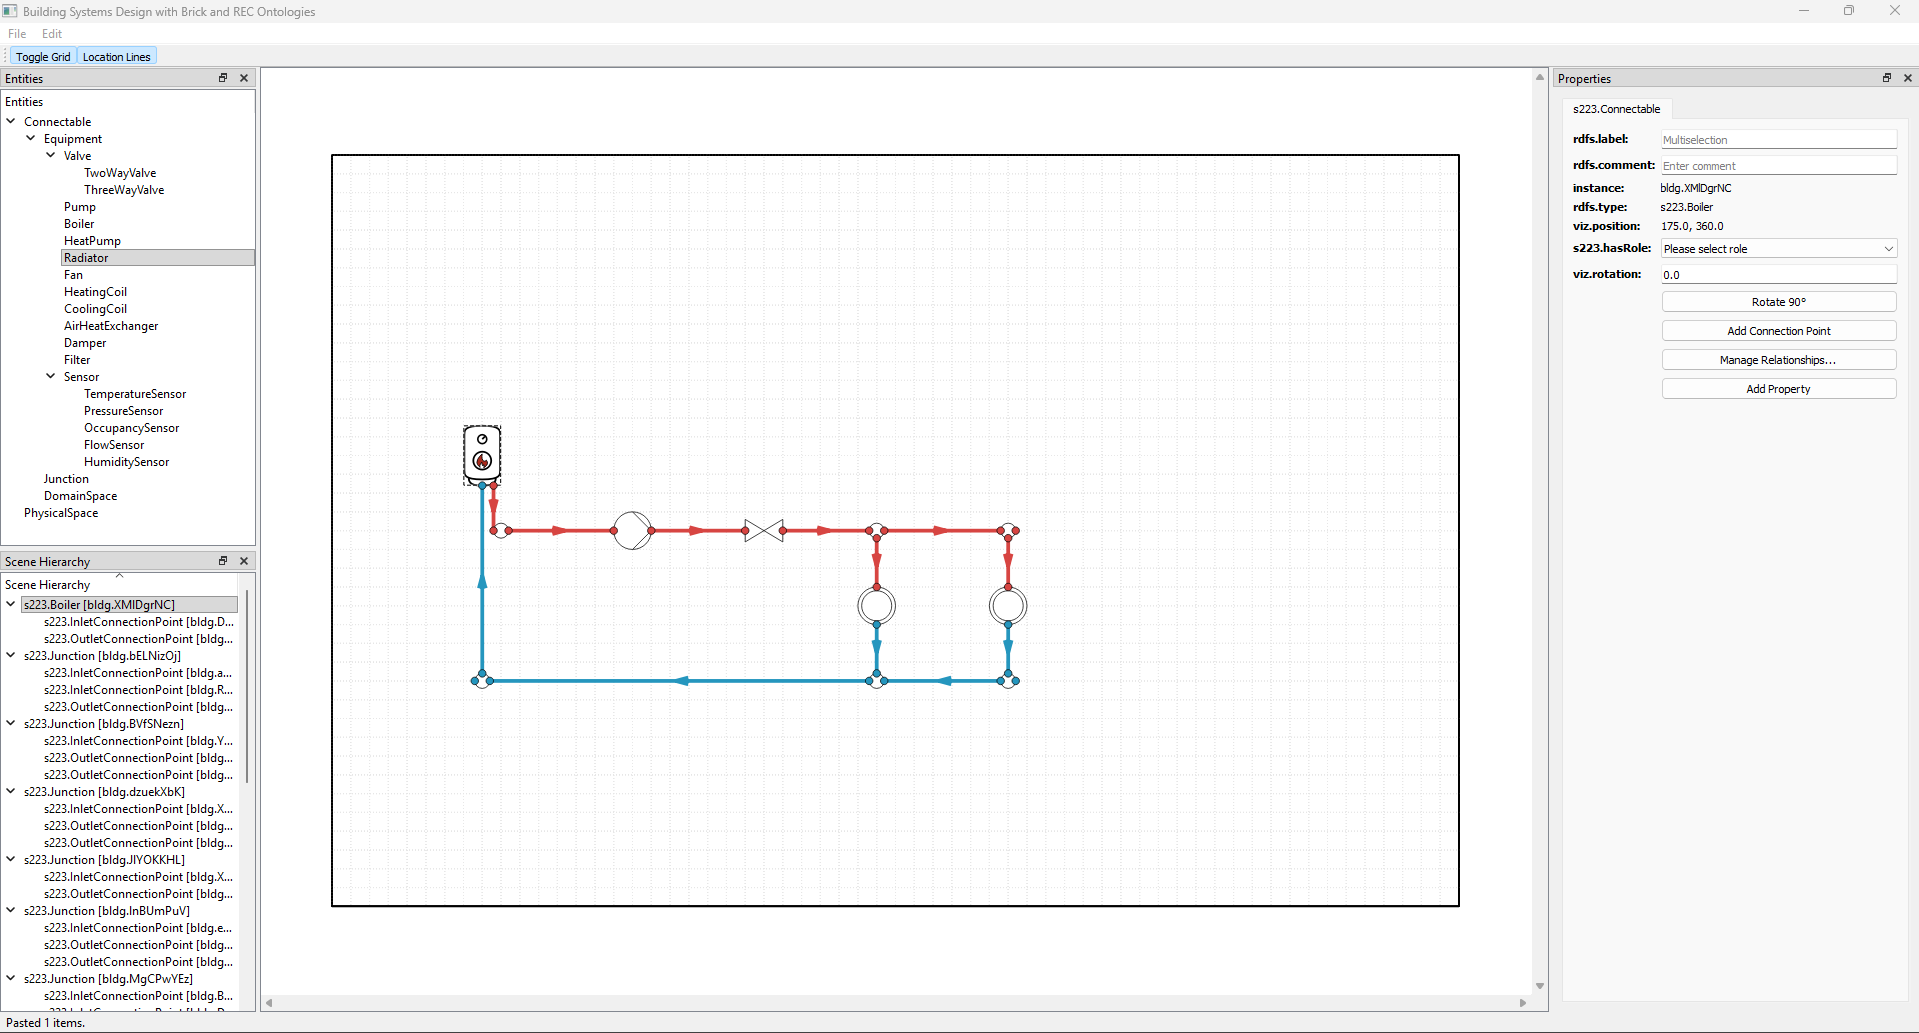 Building Systems Design with Brick and REC Ontologies
File Edit
Toggle Grid Location Lines
Entities
Entities
Connectable
Equipment
Valve
TwoWayValve
ThreeWayValve
Pump
Boiler
HeatPump
Radiator
Fan
HeatingCoil
CoolingCoil
AirHeatExchanger
Damper
Filter
Sensor
TemperatureSensor
PressureSensor
OccupancySensor
FlowSensor
HumiditySensor
Junction
DomainSpace
PhysicalSpace
Scene Hierarchy
Scene Hierarchy
s223.Boiler [bldg.XMlDgrNC]
s223.InletConnectionPoint [bldg.D...
s223.OutletConnectionPoint [bldg...
s223.Junction [bldg.bELNizOj]
s223.InletConnectionPoint [bldg.a...
s223.InletConnectionPoint [bldg.R...
s223.OutletConnectionPoint [bldg...
s223.Junction [bldg.BVfSNezn]
s223.InletConnectionPoint [bldg.Y...
s223.OutletConnectionPoint [bldg...
s223.OutletConnectionPoint [bldg...
s223.Junction [bldg.dzuekXbK]
s223.InletConnectionPoint [bldg.X...
s223.OutletConnectionPoint [bldg...
s223.OutletConnectionPoint [bldg...
s223.Junction [bldg.JIYOKKHL]
s223.InletConnectionPoint [bldg.X...
s223.OutletConnectionPoint [bldg...
s223.Junction [bldg.lnBUmPuV]
s223.InletConnectionPoint [bldg.e...
s223.OutletConnectionPoint [bldg...
s223.OutletConnectionPoint [bldg...
s223.Junction [bldg.MgCPwYEz]
s223.InletConnectionPoint [bldg.B...
Pasted 1 items.
Properties
s223.Connectable
rdfs.label: Multiselection
rdfs.comment: Enter comment
instance: bldg.XMlDgrNC
rdfs.type: s223.Boiler
viz.position: 175.0, 360.0
s223.hasRole: Please select role
viz.rotation: 0.0
Rotate 90°
Add Connection Point
Manage Relationships...
Add Property